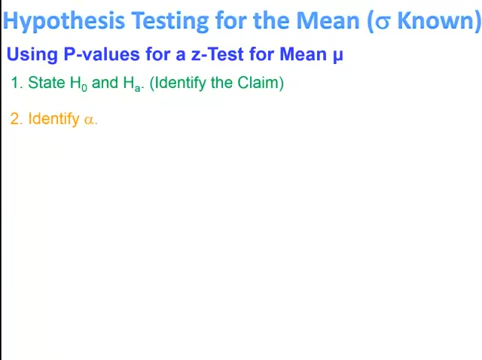 Hypothesis Testing for the Mean (σ Known)
Using P-values for a z-Test for Mean μ
1. State H₀ and Hₐ. (Identify the Claim)
2. Identify α.